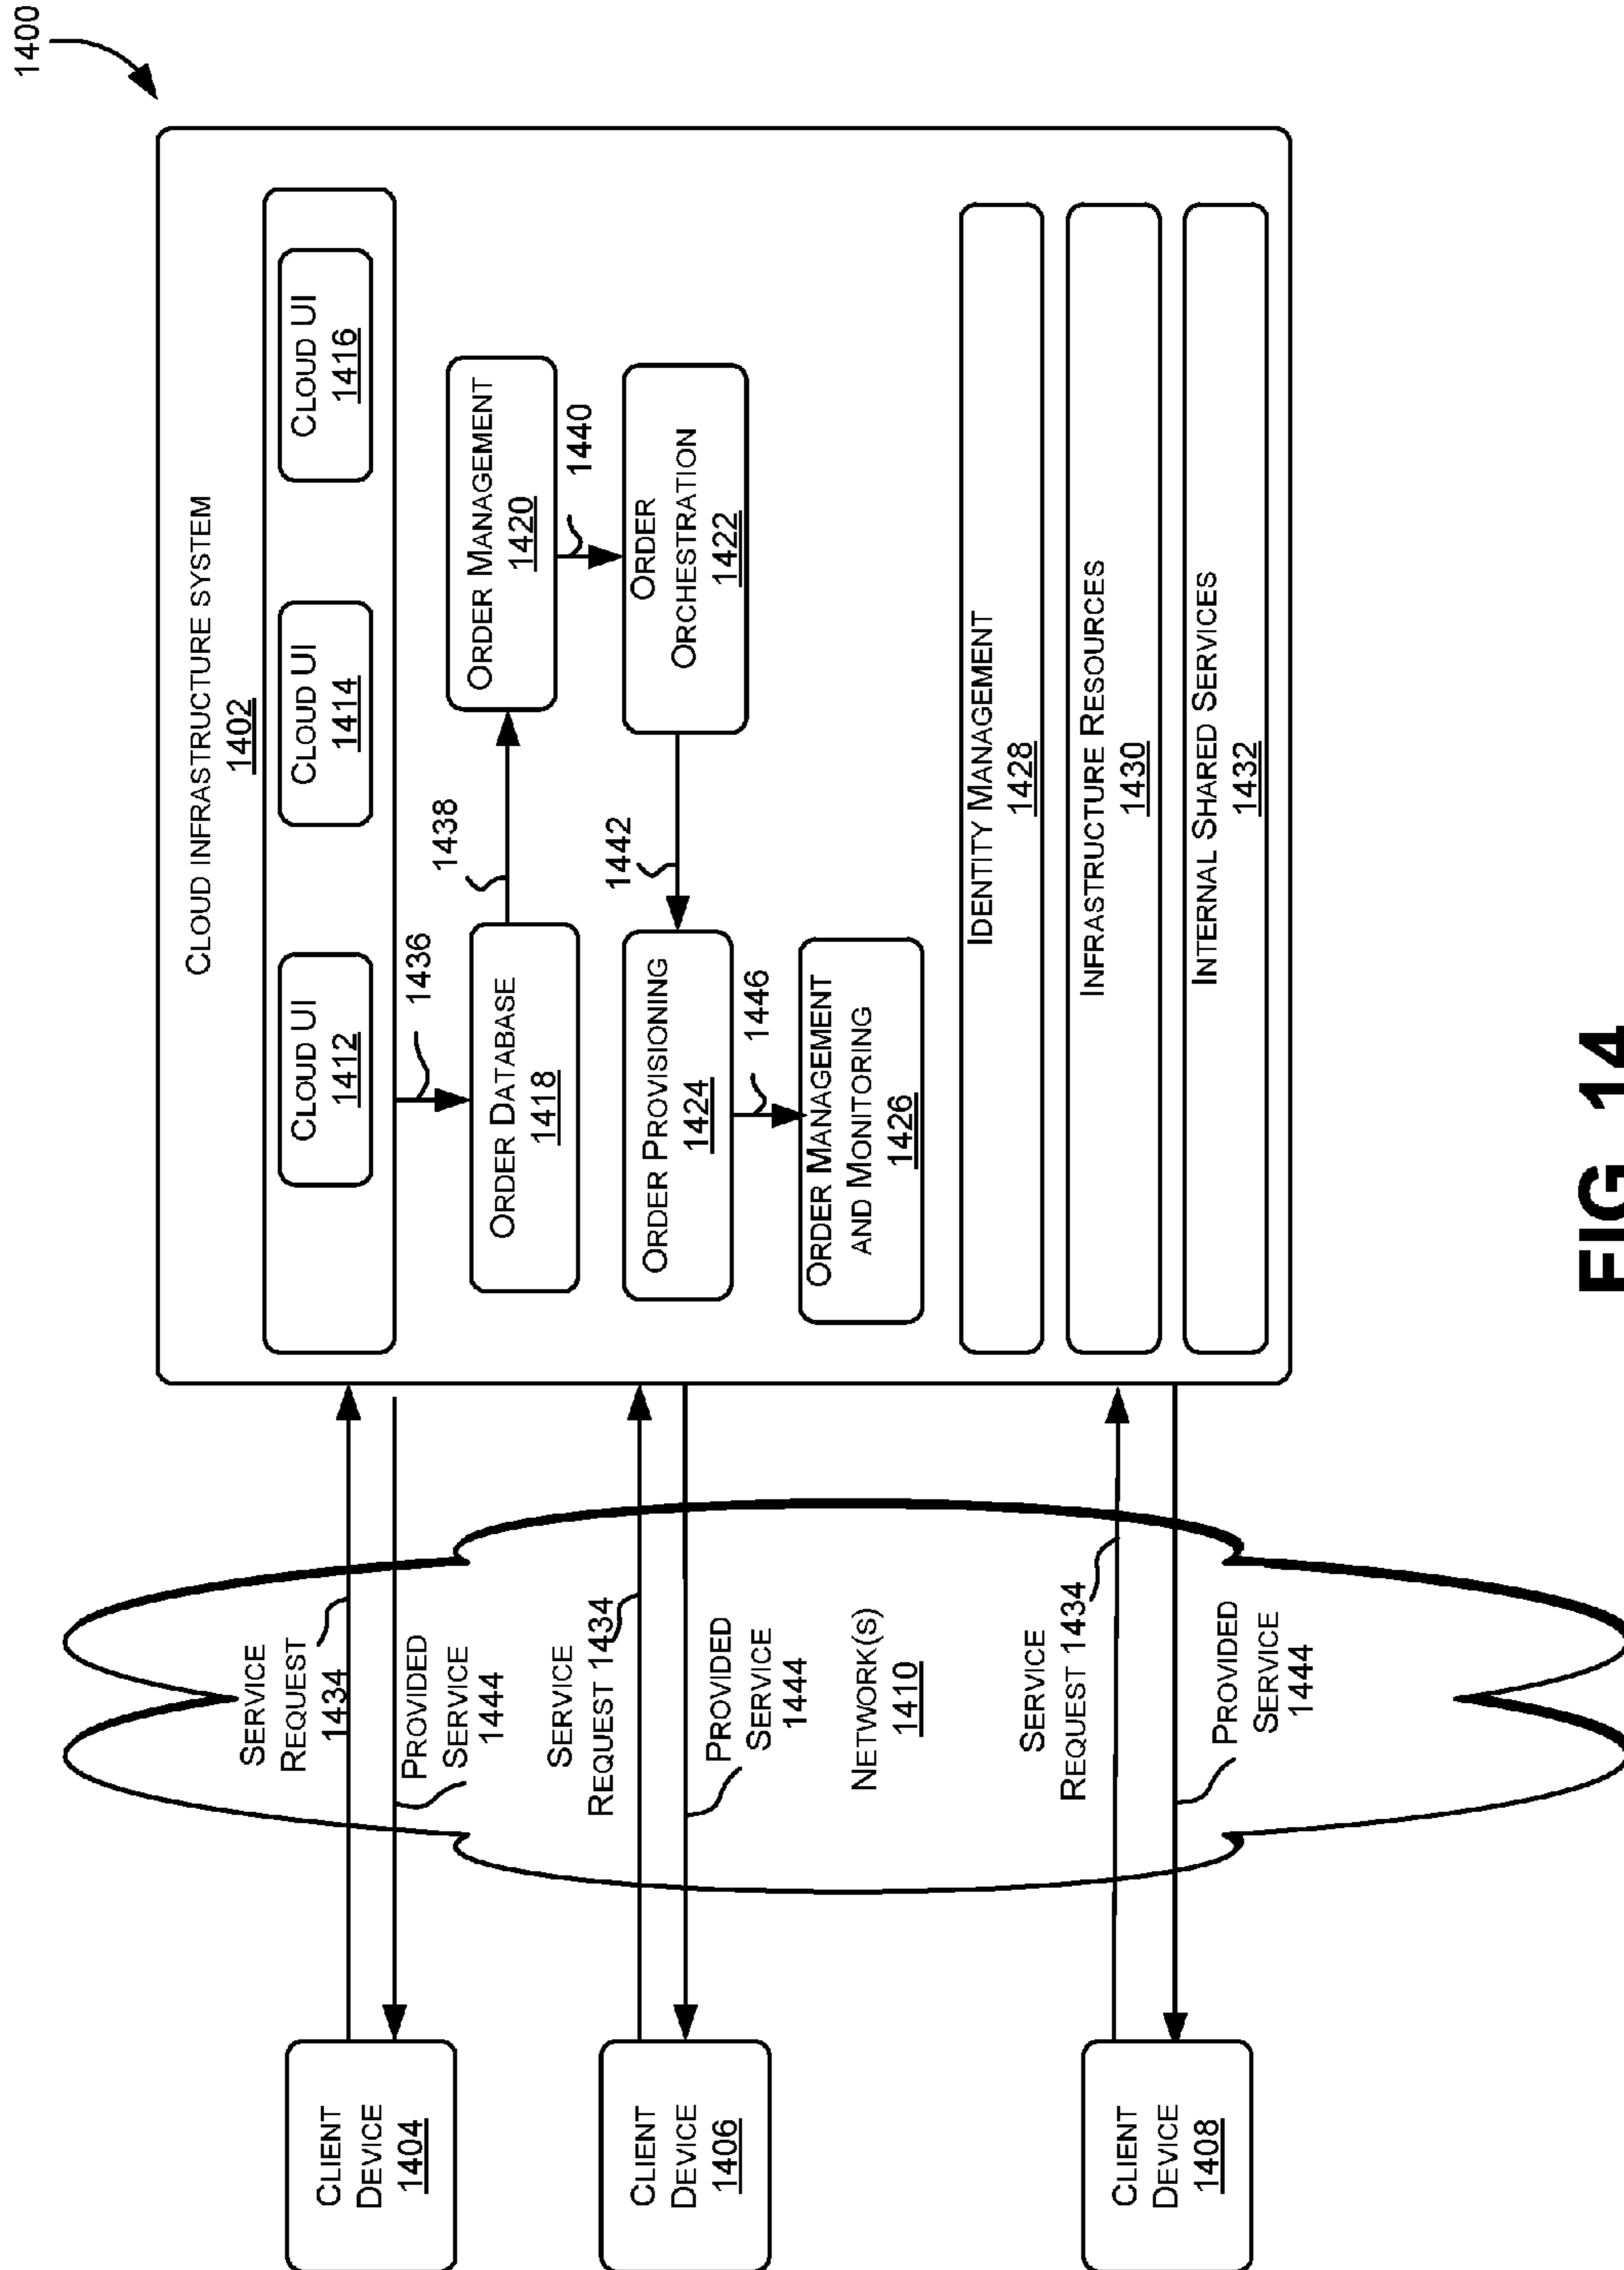 1400
CLOUD INFRASTRUCTURE SYSTEM
1402
CLOUD UI
1412
CLOUD UI
1414
CLOUD UI
1416
1436
ORDER DATABASE
1418
1438
ORDER MANAGEMENT
1420
1440
ORDER
ORCHESTRATION
1422
1442
ORDER PROVISIONING
1424
1446
ORDER MANAGEMENT
AND MONITORING
1426
IDENTITY MANAGEMENT
1428
INFRASTRUCTURE RESOURCES
1430
INTERNAL SHARED SERVICES
1432
CLIENT
DEVICE
1404
SERVICE
REQUEST
1434
PROVIDED
SERVICE
1444
CLIENT
DEVICE
1406
SERVICE
REQUEST 1434
PROVIDED
SERVICE
1444
NETWORK(S)
1410
CLIENT
DEVICE
1408
SERVICE
REQUEST 1434
PROVIDED
SERVICE
1444
FIG. 14